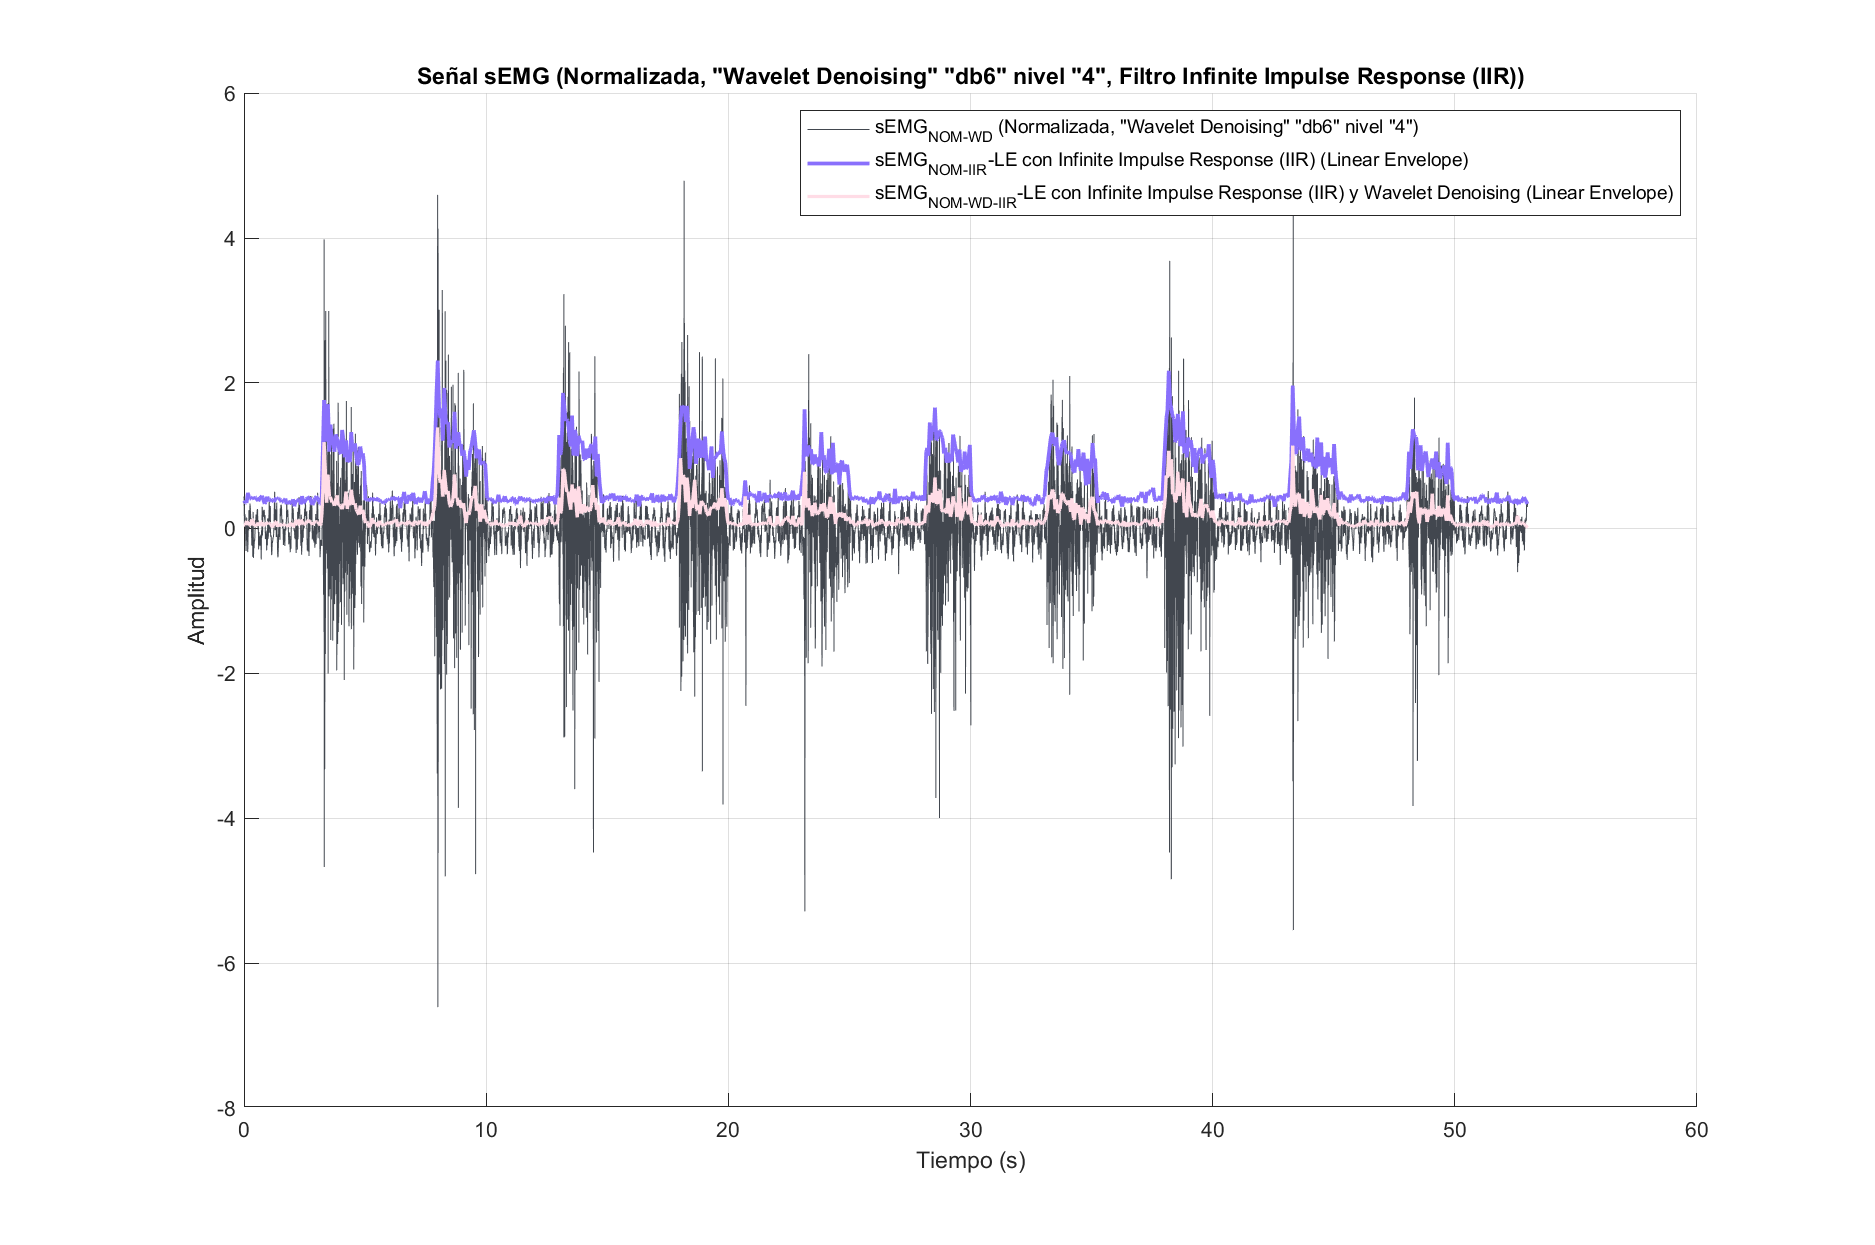 Señal sEMG (Normalizada, "Wavelet Denoising" "db6" nivel "4", Filtro Infinite Impulse Response (IIR))
sEMG_NOM-WD (Normalizada, "Wavelet Denoising" "db6" nivel "4")
sEMG_NOM-IIR-LE con Infinite Impulse Response (IIR) (Linear Envelope)
sEMG_NOM-WD-IIR-LE con Infinite Impulse Response (IIR) y Wavelet Denoising (Linear Envelope)
6
4
2
0
-2
-4
-6
-8
Amplitud
0 10 20 30 40 50 60
Tiempo (s)